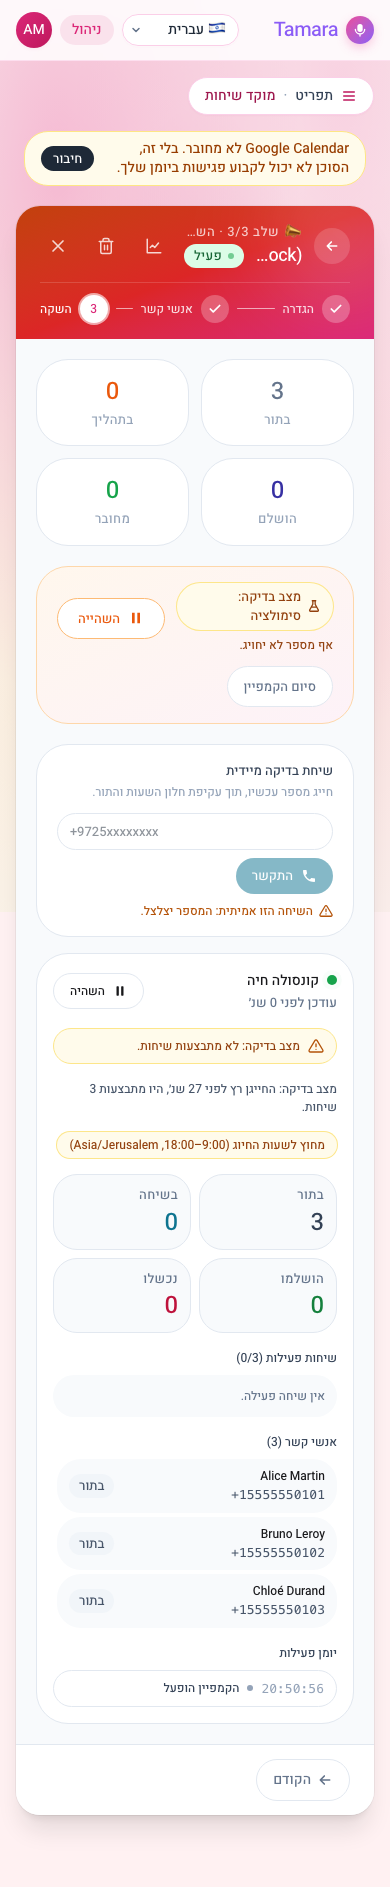 Tamara
עברית
ניהול
AM
תפריט · מוקד שיחות
Google Calendar לא מחובר. בלי זה,
הסוכן לא יכול לקבוע פגישות ביומן שלך.
חיבור
שלב 3/3 · הש...
...ock)
פעיל
הגדרה
אנשי קשר
3
השקה
3
בתור
0
בתהליך
0
הושלם
0
מחובר
מצב בדיקה:
סימולציה
אף מספר לא יחויג.
השהייה
סיום הקמפיין
שיחת בדיקה מיידית
חייג מספר עכשיו, תוך עקיפת חלון השעות והתור.
+9725xxxxxxxx
התקשר
השיחה הזו אמיתית: המספר יצלצל.
קונסולה חיה
עודכן לפני 0 שנ׳
השהיה
מצב בדיקה: לא מתבצעות שיחות.
מצב בדיקה: החייגן רץ לפני 27 שנ׳, היו מתבצעות 3
שיחות.
מחוץ לשעות החיוג (9:00–18:00, Asia/Jerusalem)
בתור
3
בשיחה
0
הושלמו
0
נכשלו
0
שיחות פעילות (0/3)
אין שיחה פעילה.
אנשי קשר (3)
Alice Martin
+15555550101
בתור
Bruno Leroy
+15555550102
בתור
Chloé Durand
+15555550103
בתור
יומן פעילות
20:50:56
הקמפיין הופעל
הקודם